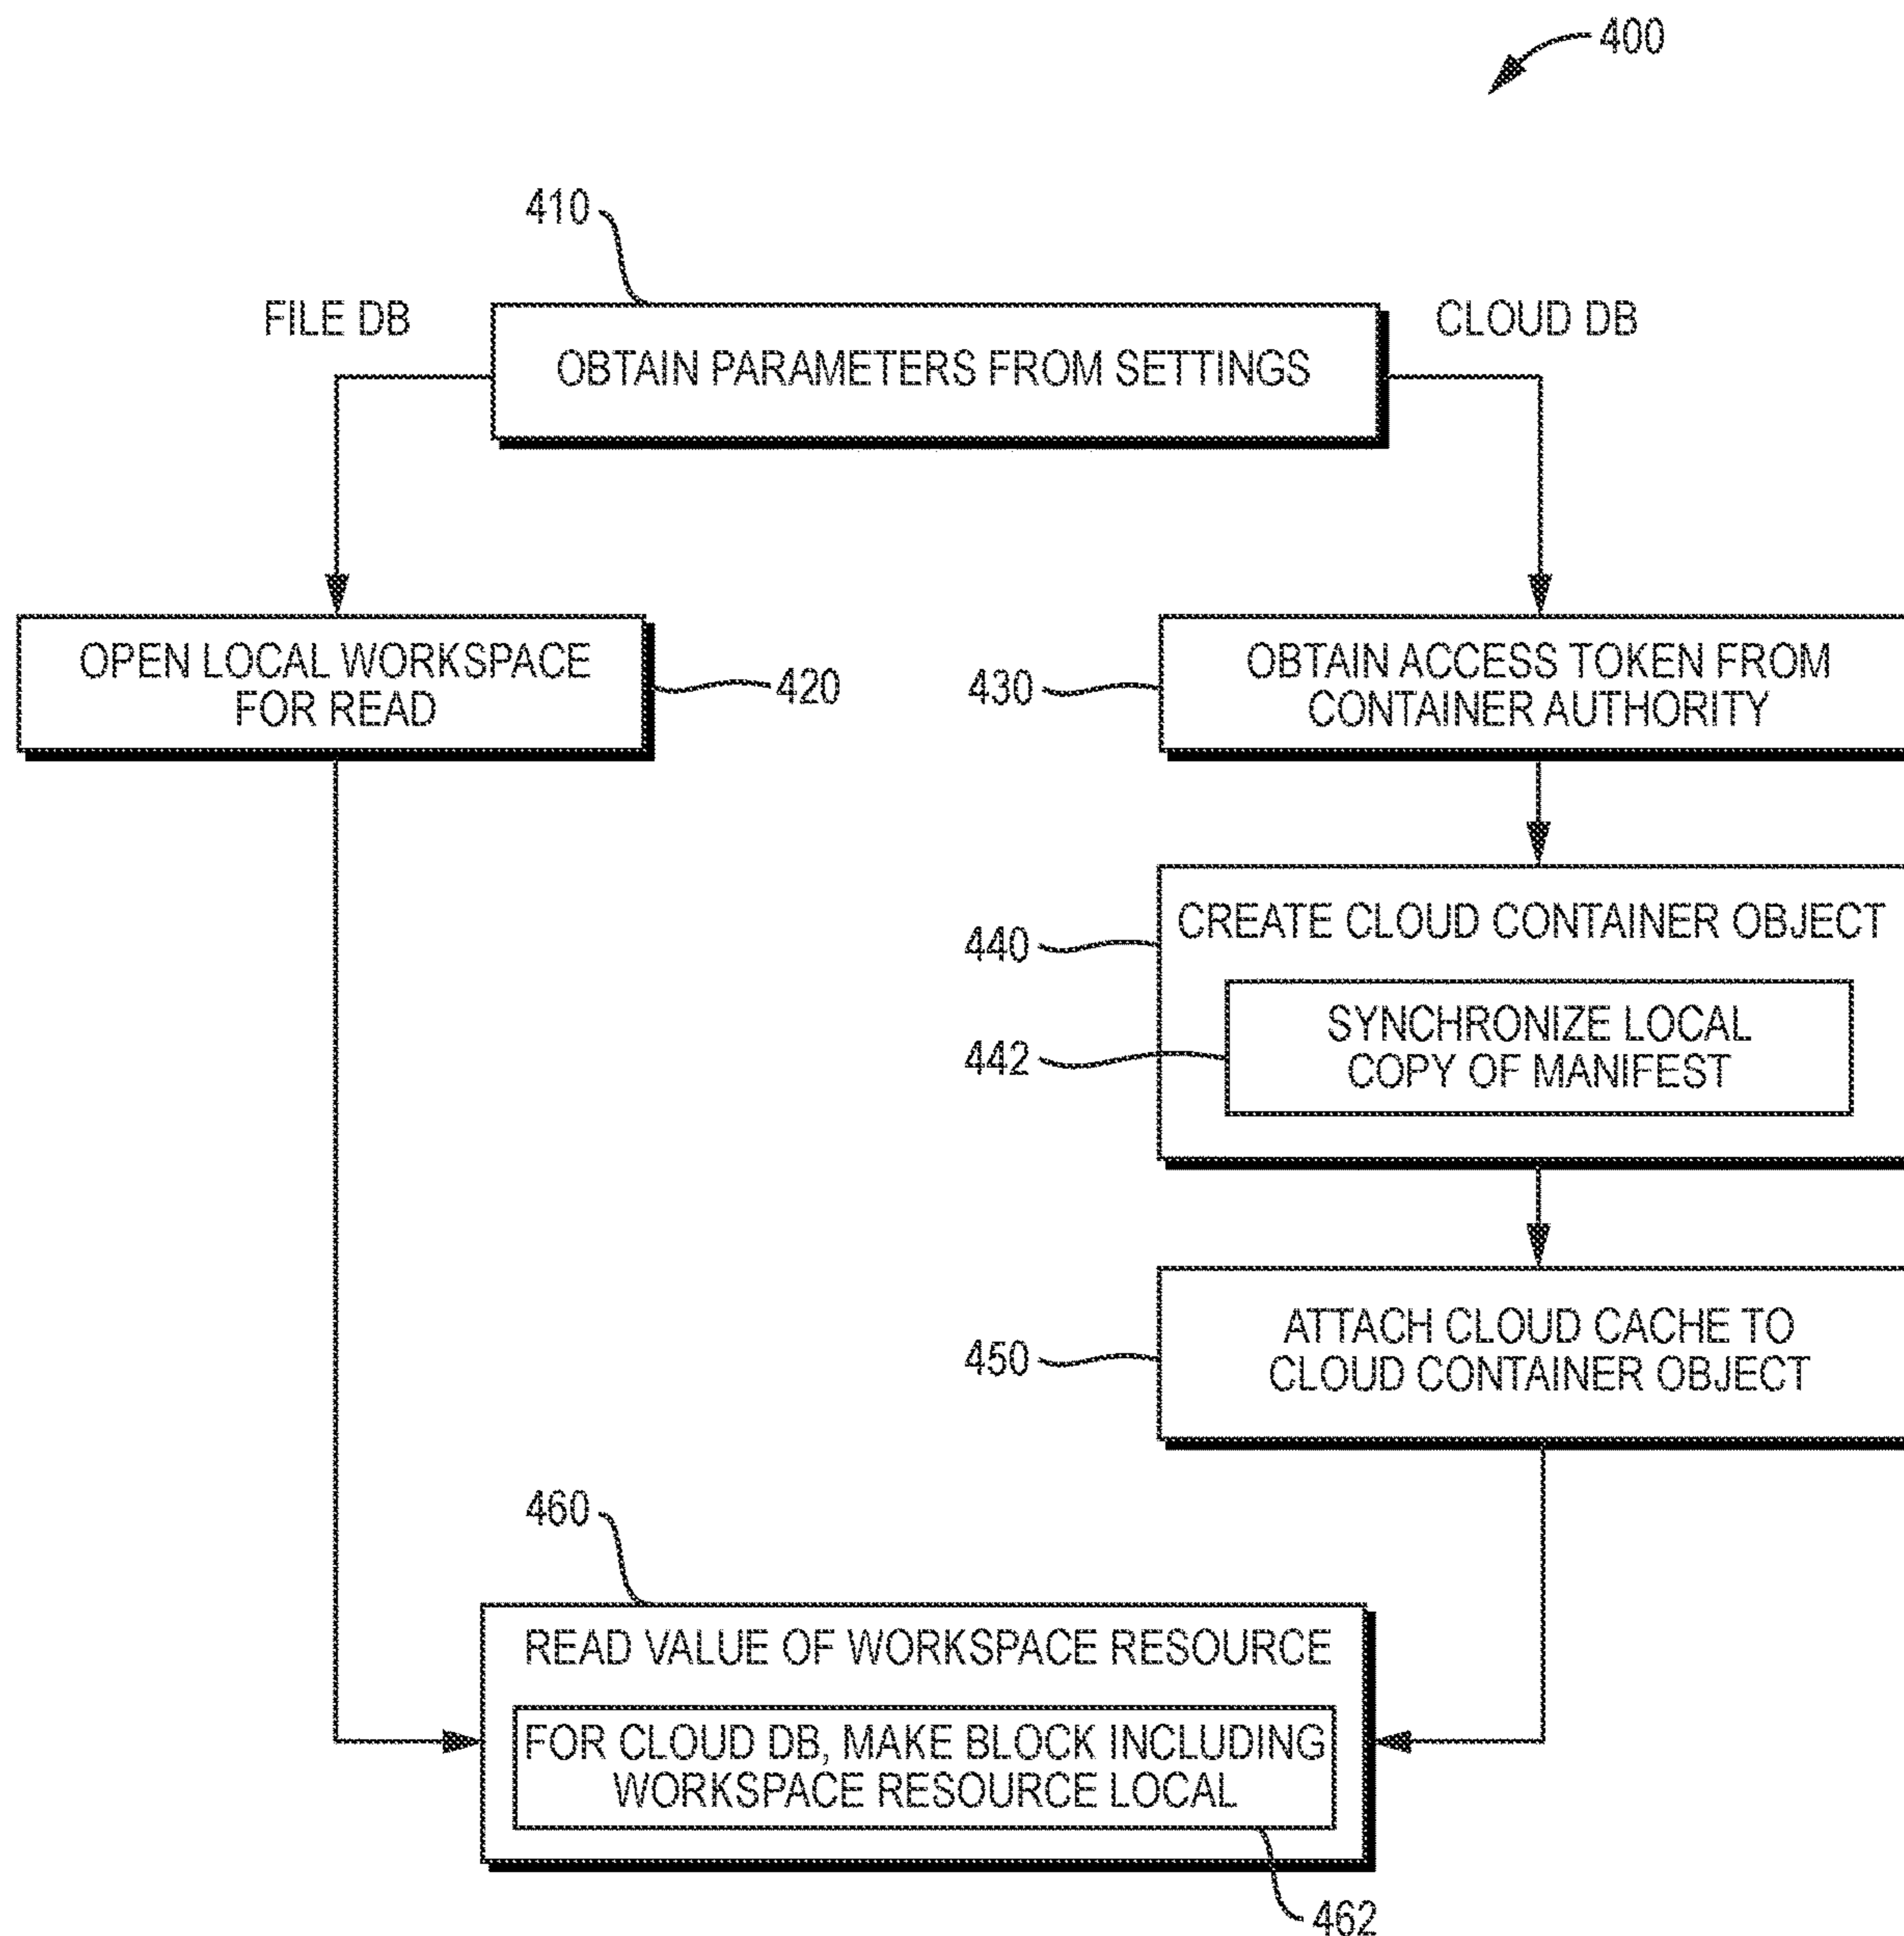 400
410
FILE DB
CLOUD DB
OBTAIN PARAMETERS FROM SETTINGS
OPEN LOCAL WORKSPACE
FOR READ
420
430
OBTAIN ACCESS TOKEN FROM
CONTAINER AUTHORITY
440
CREATE CLOUD CONTAINER OBJECT
442
SYNCHRONIZE LOCAL
COPY OF MANIFEST
450
ATTACH CLOUD CACHE TO
CLOUD CONTAINER OBJECT
460
READ VALUE OF WORKSPACE RESOURCE
FOR CLOUD DB, MAKE BLOCK INCLUDING
WORKSPACE RESOURCE LOCAL
462